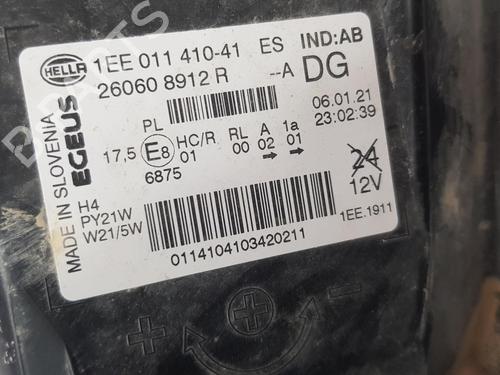 HELLA
1EE 011 410-41 ES IND:AB
26060 8912 R --A DG
MADE IN SLOVENIA
EGEUS
PL
06.01.21
23:02:39
17,5 E8 HC/R RL A 1a
01 00 02 01
6875
24
12V
H4
PY21W
W21/5W
1EE.1911
0114104103420211